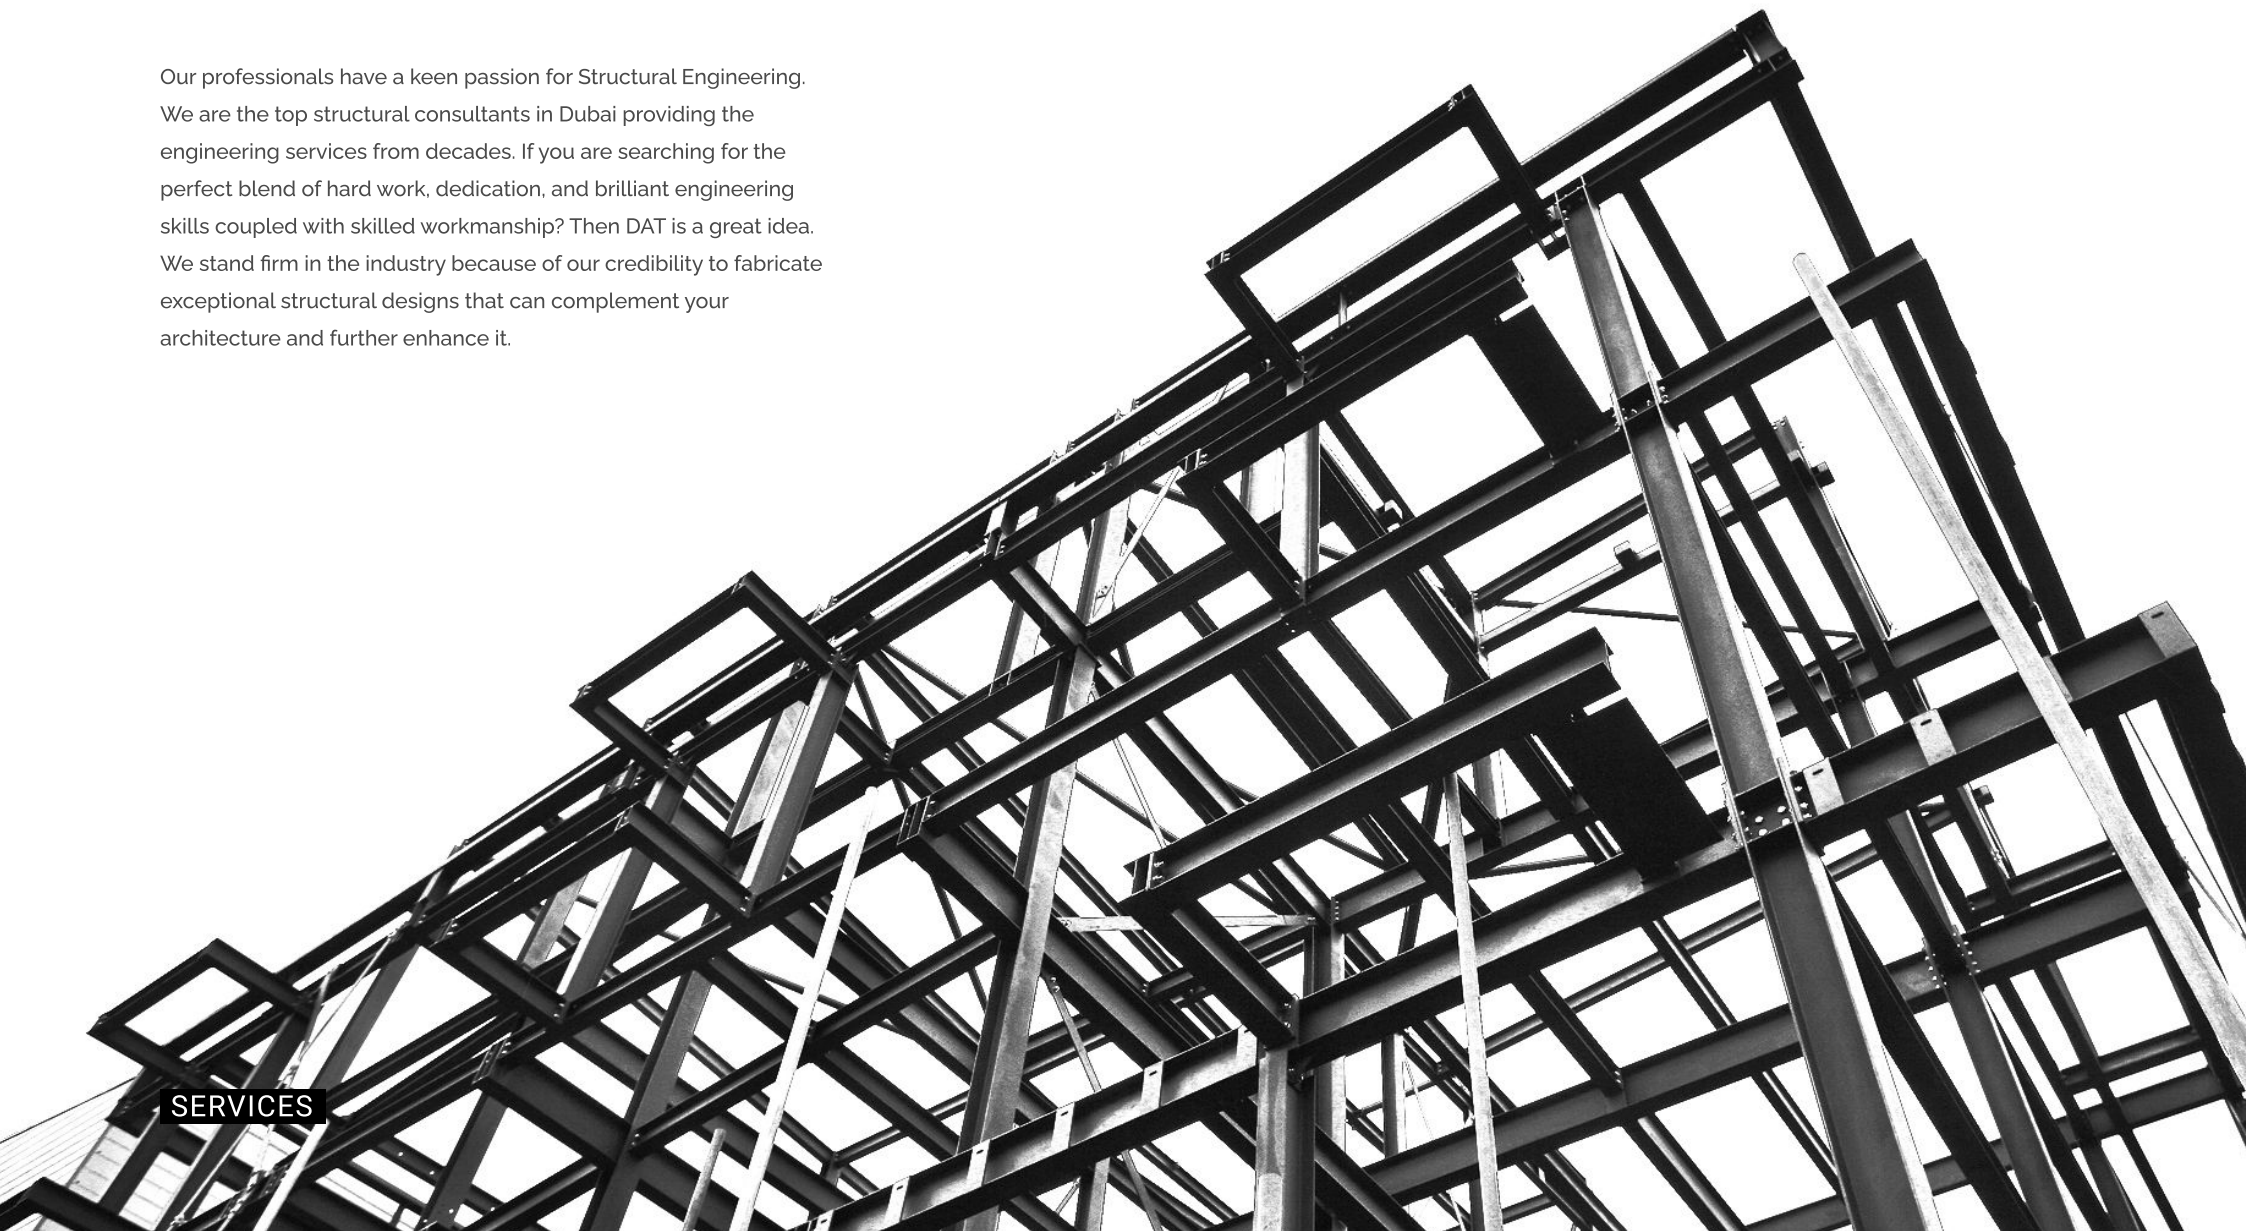 Our professionals have a keen passion for Structural Engineering.
We are the top structural consultants in Dubai providing the
engineering services from decades. If you are searching for the
perfect blend of hard work, dedication, and brilliant engineering
skills coupled with skilled workmanship? Then DAT is a great idea.
We stand firm in the industry because of our credibility to fabricate
exceptional structural designs that can complement your
architecture and further enhance it.
SERVICES